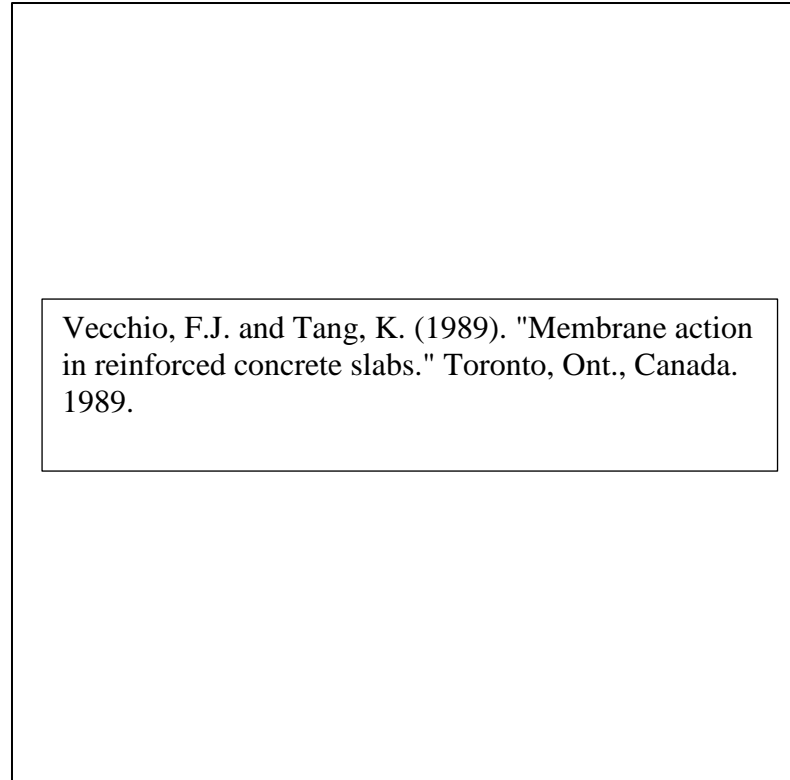 Vecchio, F.J. and Tang, K. (1989). "Membrane action
in reinforced concrete slabs." Toronto, Ont., Canada.
1989.